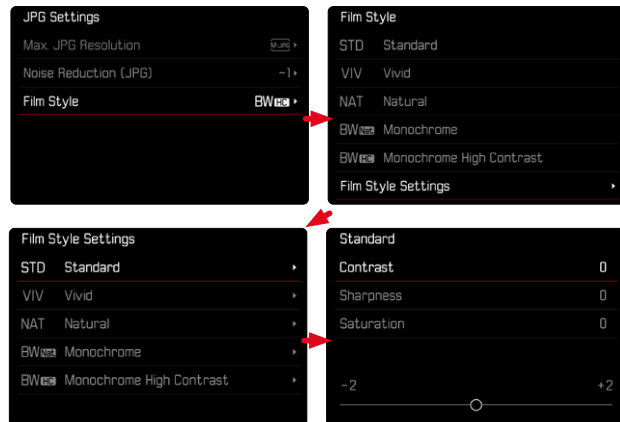 JPG Settings
Max. JPG Resolution M-JPG
Noise Reduction (JPG) -1
Film Style BW HC
Film Style
STD Standard
VIV Vivid
NAT Natural
BW Nat Monochrome
BW HC Monochrome High Contrast
Film Style Settings
Film Style Settings
STD Standard
VIV Vivid
NAT Natural
BW Nat Monochrome
BW HC Monochrome High Contrast
Standard
Contrast 0
Sharpness 0
Saturation 0
-2 +2